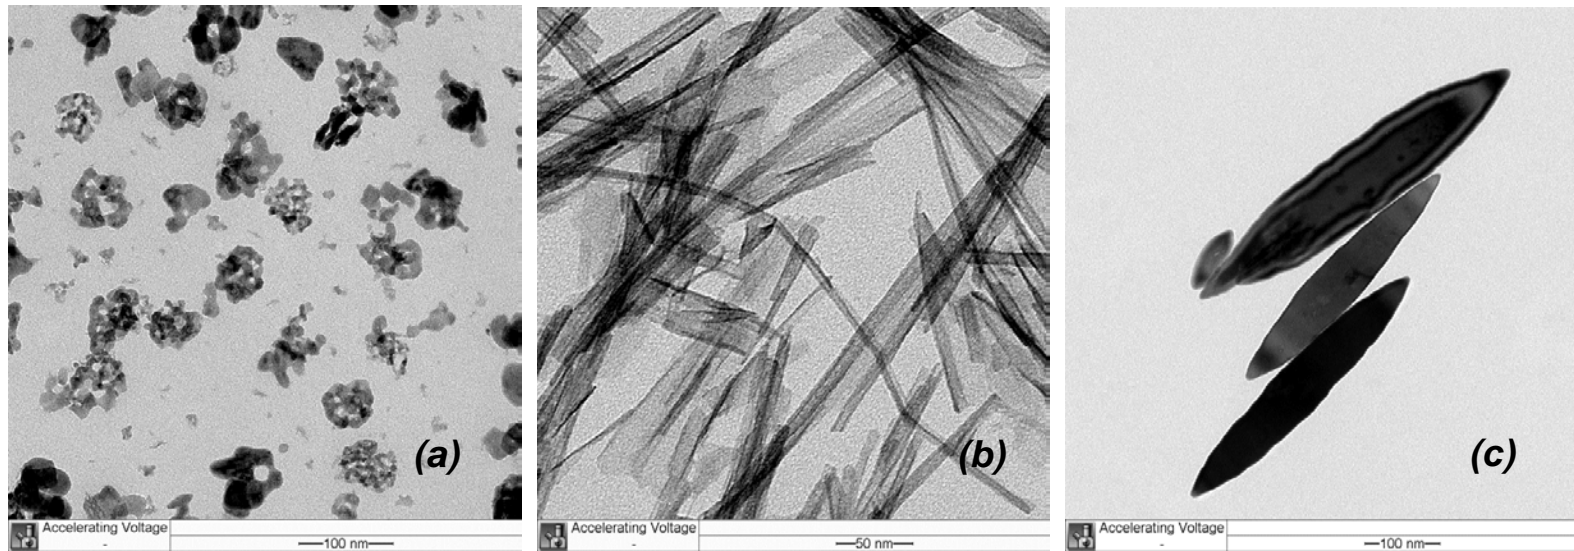 (a)
(b)
(c)
Accelerating Voltage
-
100 nm
Accelerating Voltage
-
50 nm
Accelerating Voltage
-
100 nm